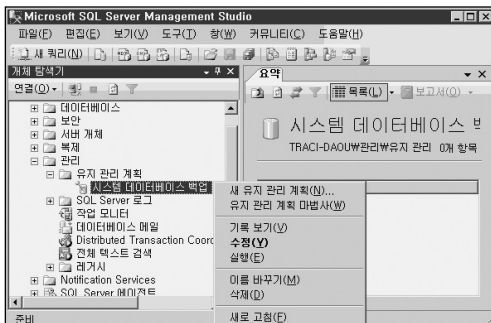 Microsoft SQL Server Management Studio
파일(F) 편집(E) 보기(V) 도구(T) 창(W) 커뮤니티(C) 도움말(H)
새 쿼리(N)
개체 탐색기
요약
연결(O)
목록(L) 보고서(O)
데이터베이스
보안
서버 개체
복제
관리
유지 관리 계획
시스템 데이터베이스 백업
SQL Server 로그
작업 모니터
데이터베이스 메일
Distributed Transaction Coord
전체 텍스트 검색
레거시
Notification Services
SQL Server 에이전트
시스템 데이터베이스
TRACI-DAOU₩관리₩유지 관리 0개 항목
새 유지 관리 계획(N)...
유지 관리 계획 마법사(W)
기록 보기(V)
수정(Y)
실행(E)
이름 바꾸기(M)
삭제(D)
새로 고침(F)
준비